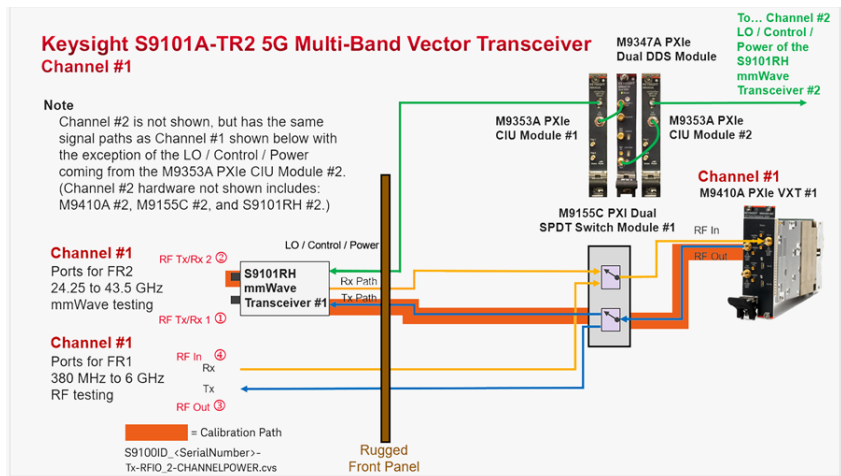 Keysight S9101A-TR2 5G Multi-Band Vector Transceiver
Channel #1
M9347A PXIe
Dual DDS Module
To... Channel #2
LO / Control /
Power of the
S9101RH
mmWave
Transceiver #2
Note
Channel #2 is not shown, but has the same
signal paths as Channel #1 shown below with
the exception of the LO / Control / Power
coming from the M9353A PXIe CIU Module #2.
(Channel #2 hardware not shown includes:
M9410A #2, M9155C #2, and S9101RH #2.)
M9353A PXIe
CIU Module #1
M9353A PXIe
CIU Module #2
Channel #1
M9410A PXIe VXT #1
M9155C PXI Dual
SPDT Switch Module #1
RF In
RF Out
LO / Control / Power
Channel #1
Ports for FR2
24.25 to 43.5 GHz
mmWave testing
RF Tx/Rx 2 ②
S9101RH
mmWave
Transceiver #1
Rx Path
Tx Path
RF Tx/Rx 1 ①
Channel #1
Ports for FR1
380 MHz to 6 GHz
RF testing
RF In ④
Rx
Tx
RF Out ③
= Calibration Path
S9100ID_<SerialNumber>-
Tx-RFIO_2-CHANNELPOWER.cvs
Rugged
Front Panel